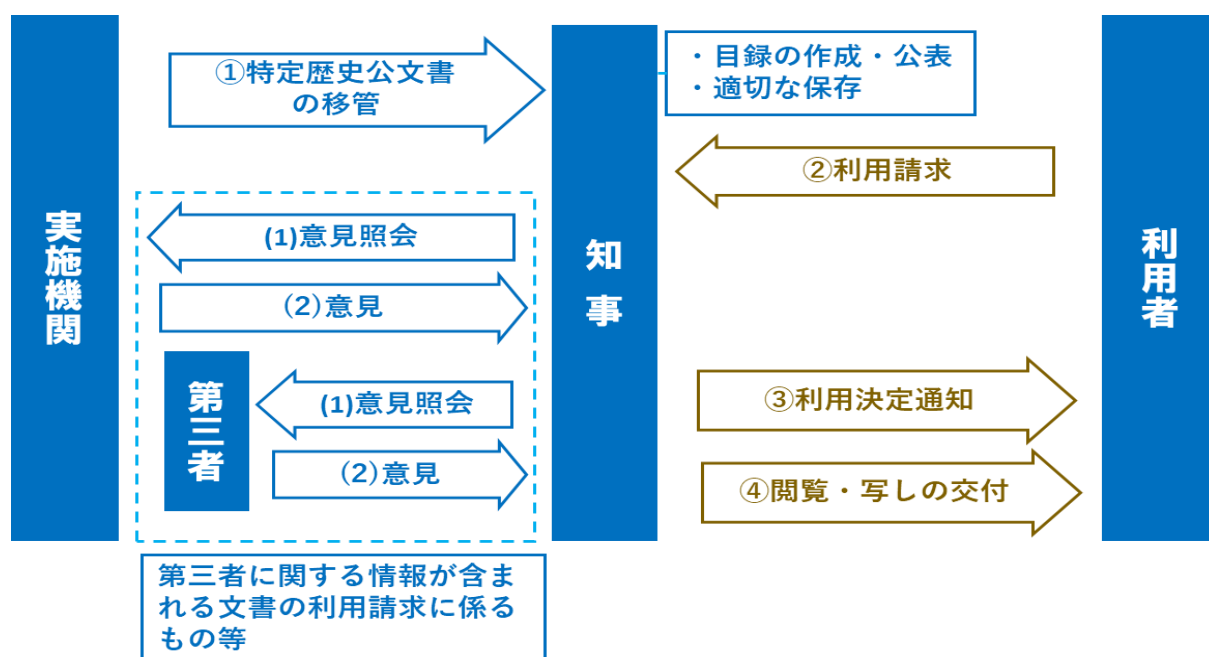 ①特定歴史公文書
の移管
・目録の作成・公表
・適切な保存
②利用請求
実施機関
(1)意見照会
知事
利用者
(2)意見
第三者
(1)意見照会
(2)意見
③利用決定通知
④閲覧・写しの交付
第三者に関する情報が含ま
れる文書の利用請求に係る
もの等